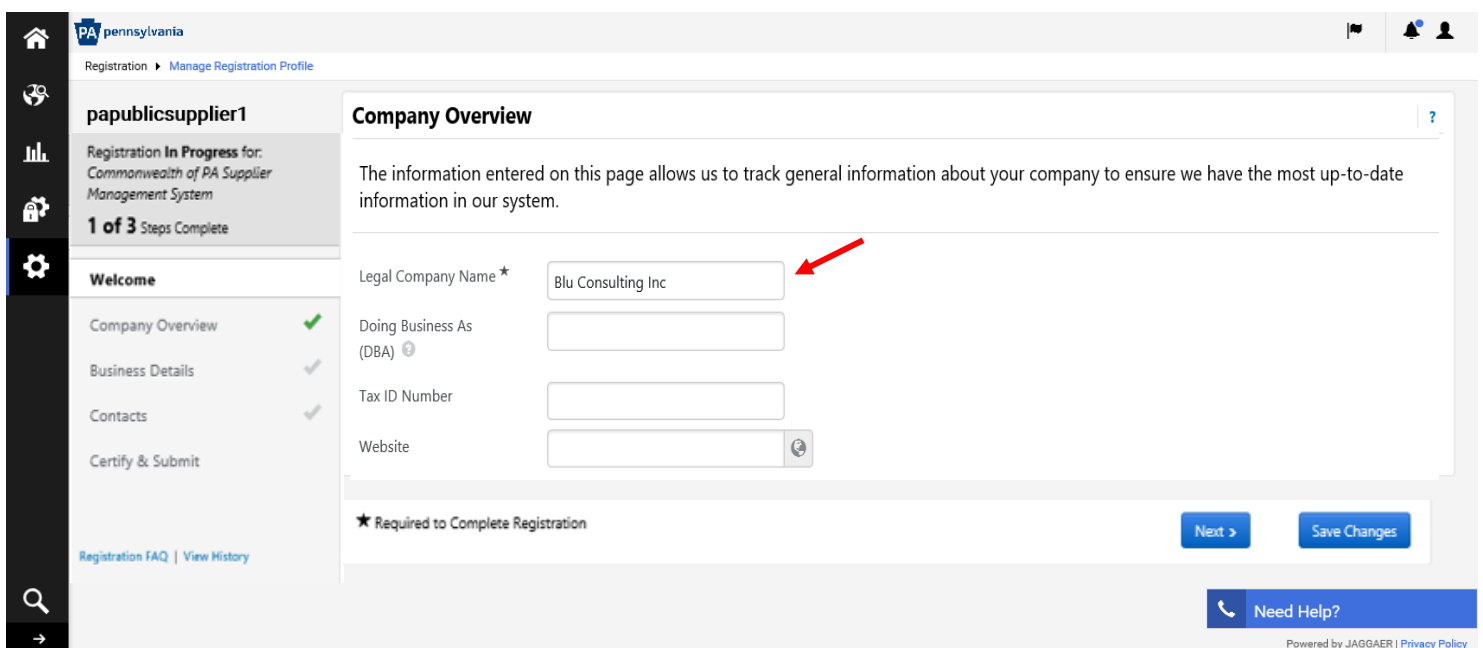 PA pennsylvania
Registration Manage Registration Profile
papublicsupplier1
Registration In Progress for:
Commonwealth of PA Supplier
Management System
1 of 3 Steps Complete
Welcome
Company Overview
Business Details
Contacts
Certify & Submit
Registration FAQ | View History
Company Overview ?
The information entered on this page allows us to track general information about your company to ensure we have the most up-to-date
information in our system.
Legal Company Name ★ Blu Consulting Inc
Doing Business As
(DBA) ?
Tax ID Number
Website
★ Required to Complete Registration
Next > Save Changes
Need Help?
Powered by JAGGAER | Privacy Policy